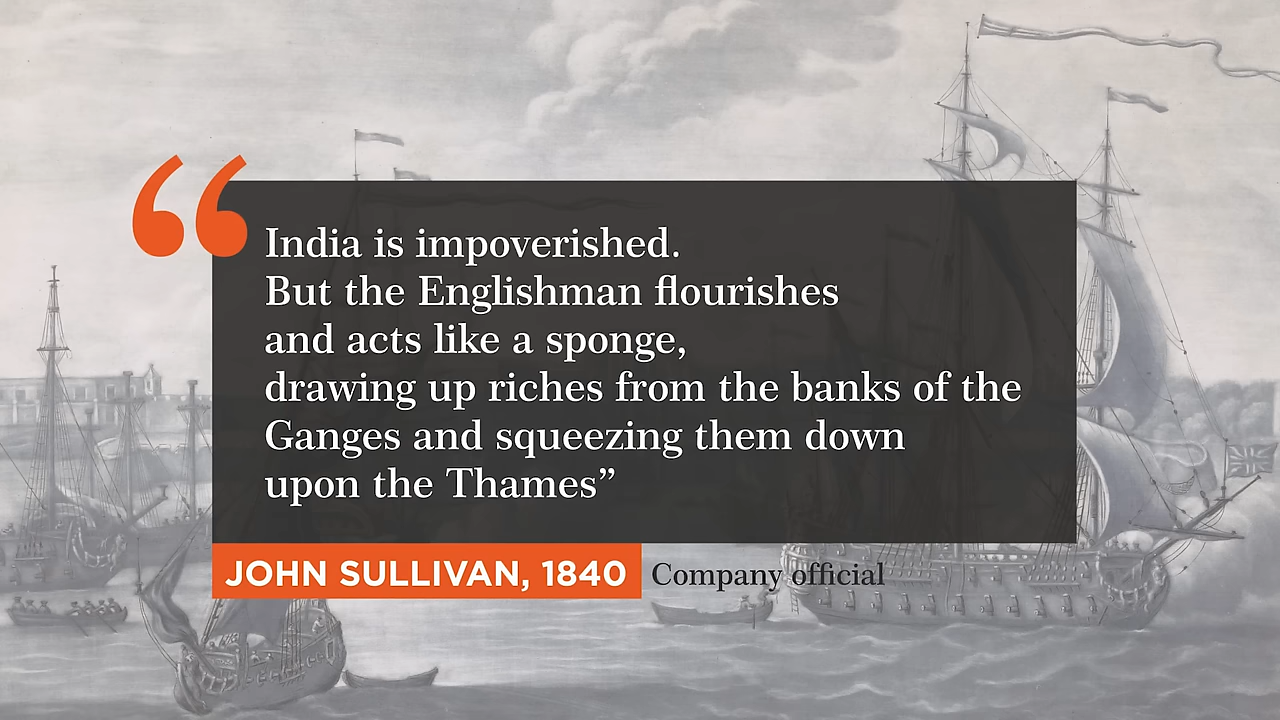 “
India is impoverished.
But the Englishman flourishes
and acts like a sponge,
drawing up riches from the banks of the
Ganges and squeezing them down
upon the Thames”
JOHN SULLIVAN, 1840 Company official